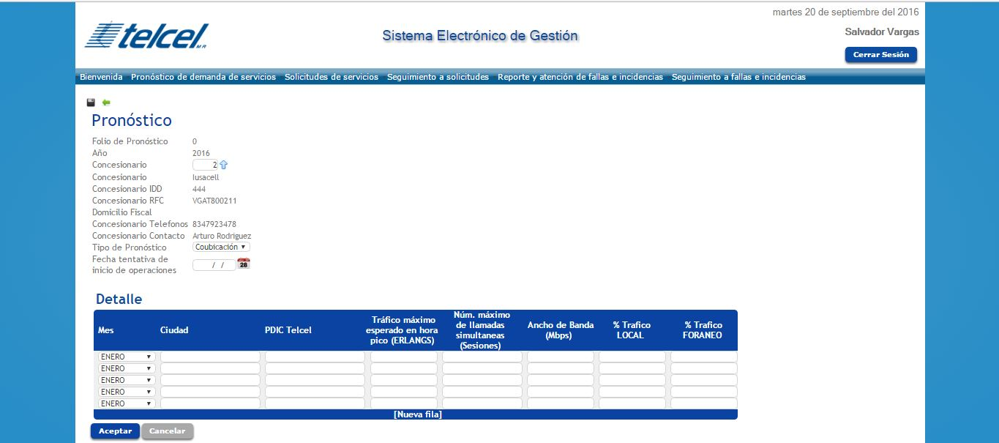 martes 20 de septiembre del 2016
telcel M.R.
Sistema Electrónico de Gestión
Salvador Vargas
Cerrar Sesión
Bienvenida Pronóstico de demanda de servicios Solicitudes de servicios Seguimiento a solicitudes Reporte y atención de fallas e incidencias Seguimiento a fallas e incidencias
Pronóstico
Folio de Pronóstico 0
Año 2016
Concesionario 2
Concesionario Iusacell
Concesionario IDD 444
Concesionario RFC VGAT800211
Domicilio Fiscal
Concesionario Telefonos 8347923478
Concesionario Contacto Arturo Rodriguez
Tipo de Pronóstico Coubicación
Fecha tentativa de
inicio de operaciones / / 28
Detalle
Mes Ciudad PDIC Telcel Tráfico máximo esperado en hora pico (ERLANGS) Núm. máximo de llamadas simultaneas (Sesiones) Ancho de Banda (Mbps) % Trafico LOCAL % Trafico FORANEO
ENERO
ENERO
ENERO
ENERO
ENERO
[Nueva fila]
Aceptar Cancelar